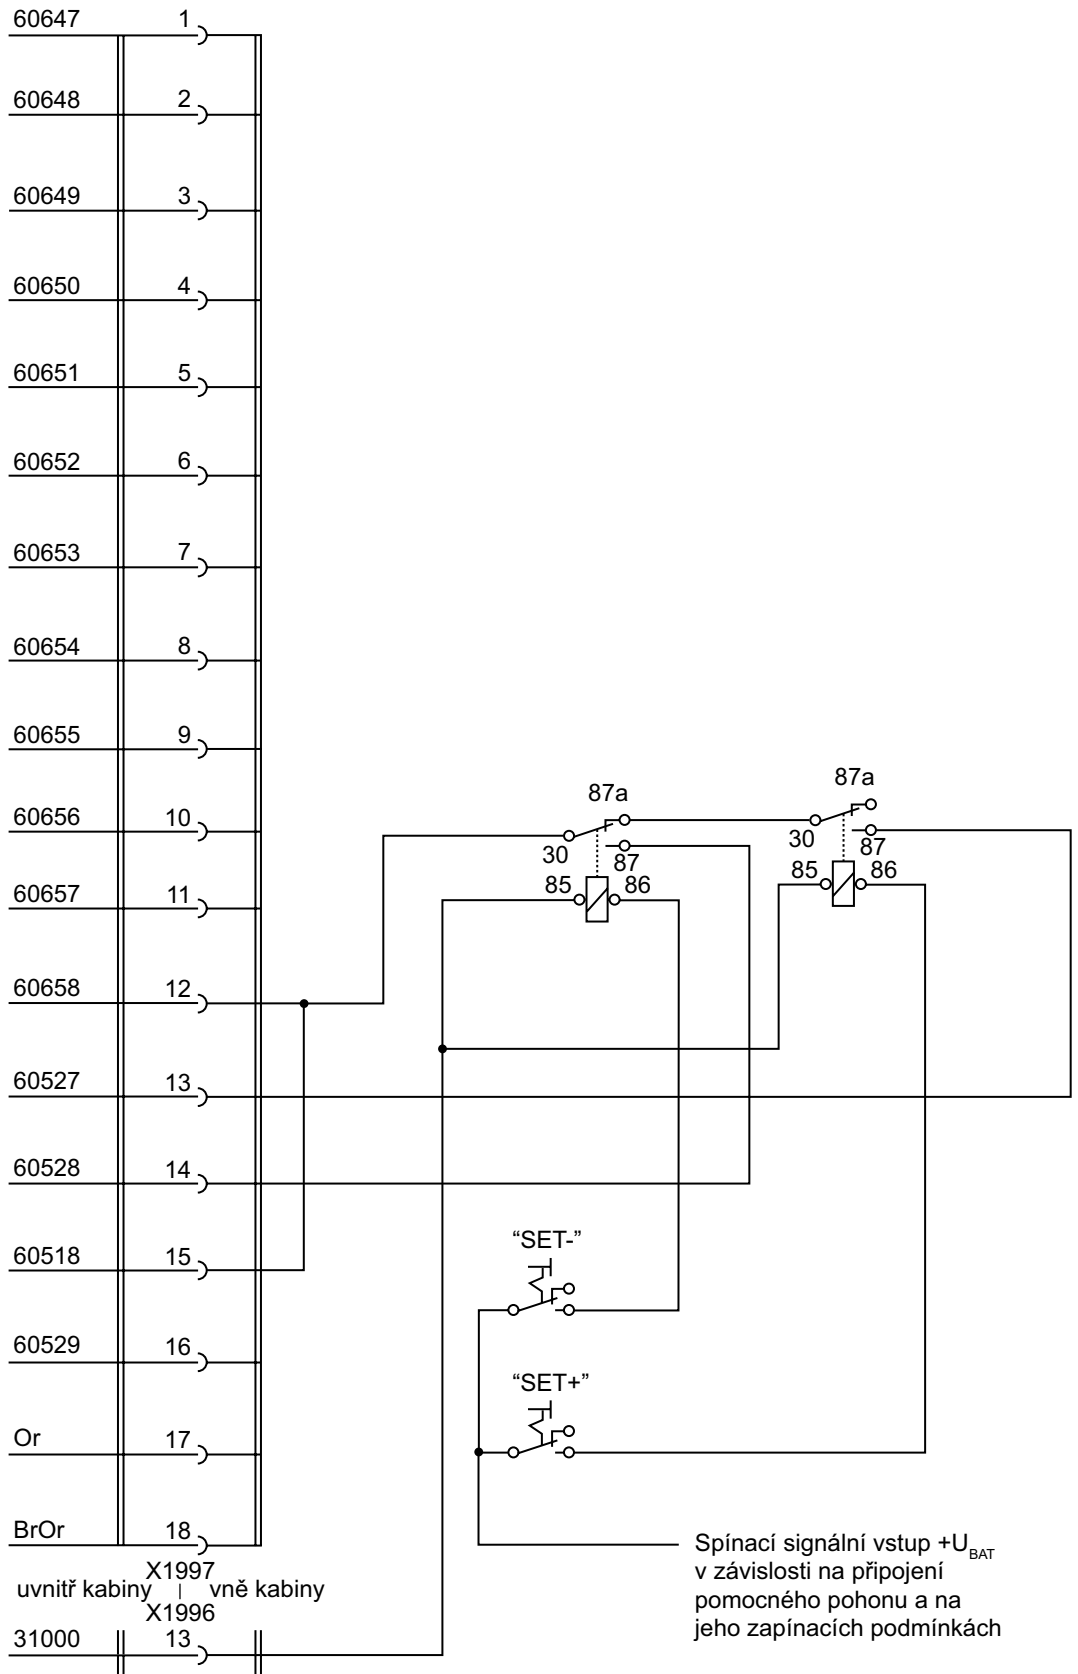 60647 1
60648 2
60649 3
60650 4
60651 5
60652 6
60653 7
60654 8
60655 9
87a 87a
60656 10
30 87 30 87
85 86 85 86
60657 11
60658 12
60527 13
60528 14
“SET-”
60518 15
60529 16
“SET+”
Or 17
BrOr 18
Spínací signální vstup +UBAT
v závislosti na připojení
pomocného pohonu a na
jeho zapínacích podmínkách
X1997
uvnitř kabiny | vně kabiny
X1996
31000 13